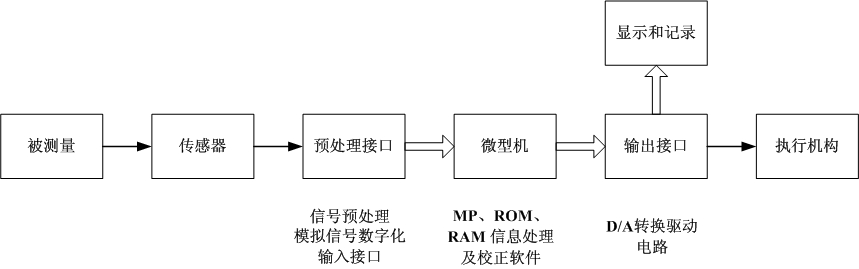 显示和记录
被测量
传感器
预处理接口
微型机
输出接口
执行机构
信号预处理
模拟信号数字化
输入接口
MP、ROM、
RAM 信息处理
及校正软件
D/A转换驱动
电路